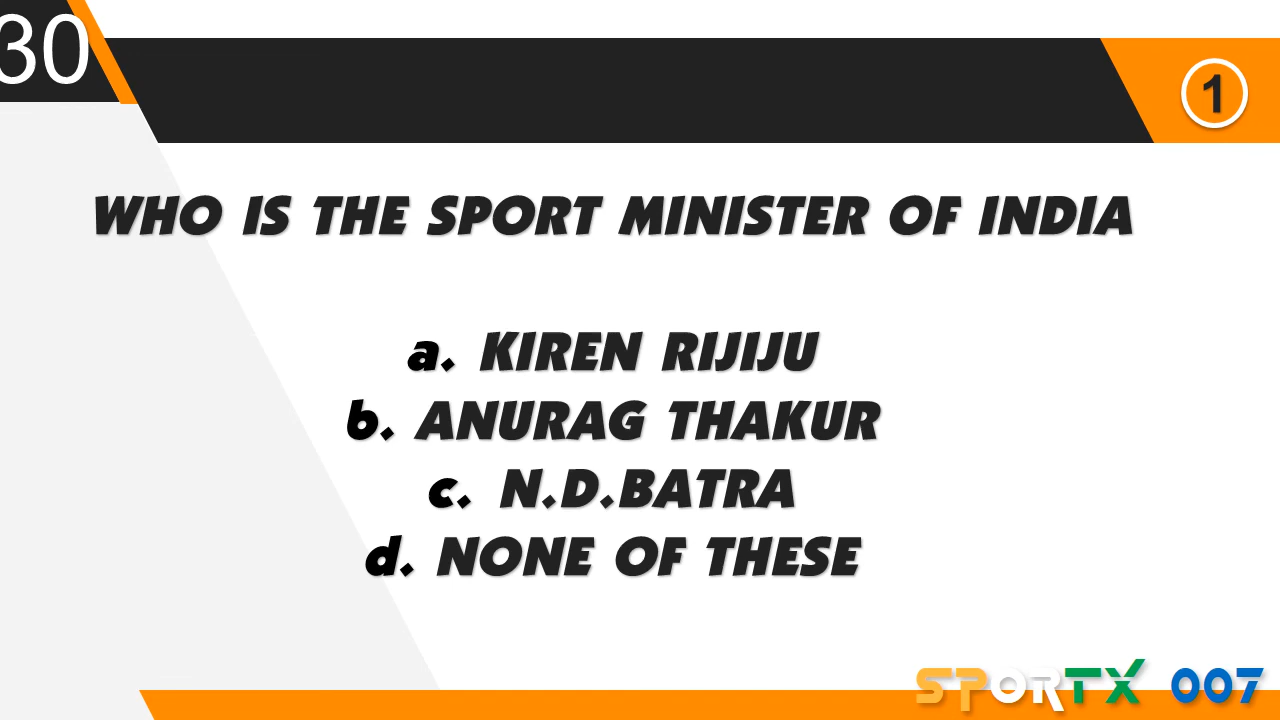 30
1
WHO IS THE SPORT MINISTER OF INDIA
a. KIREN RIJIJU
b. ANURAG THAKUR
c. N.D.BATRA
d. NONE OF THESE
SPORTX 007